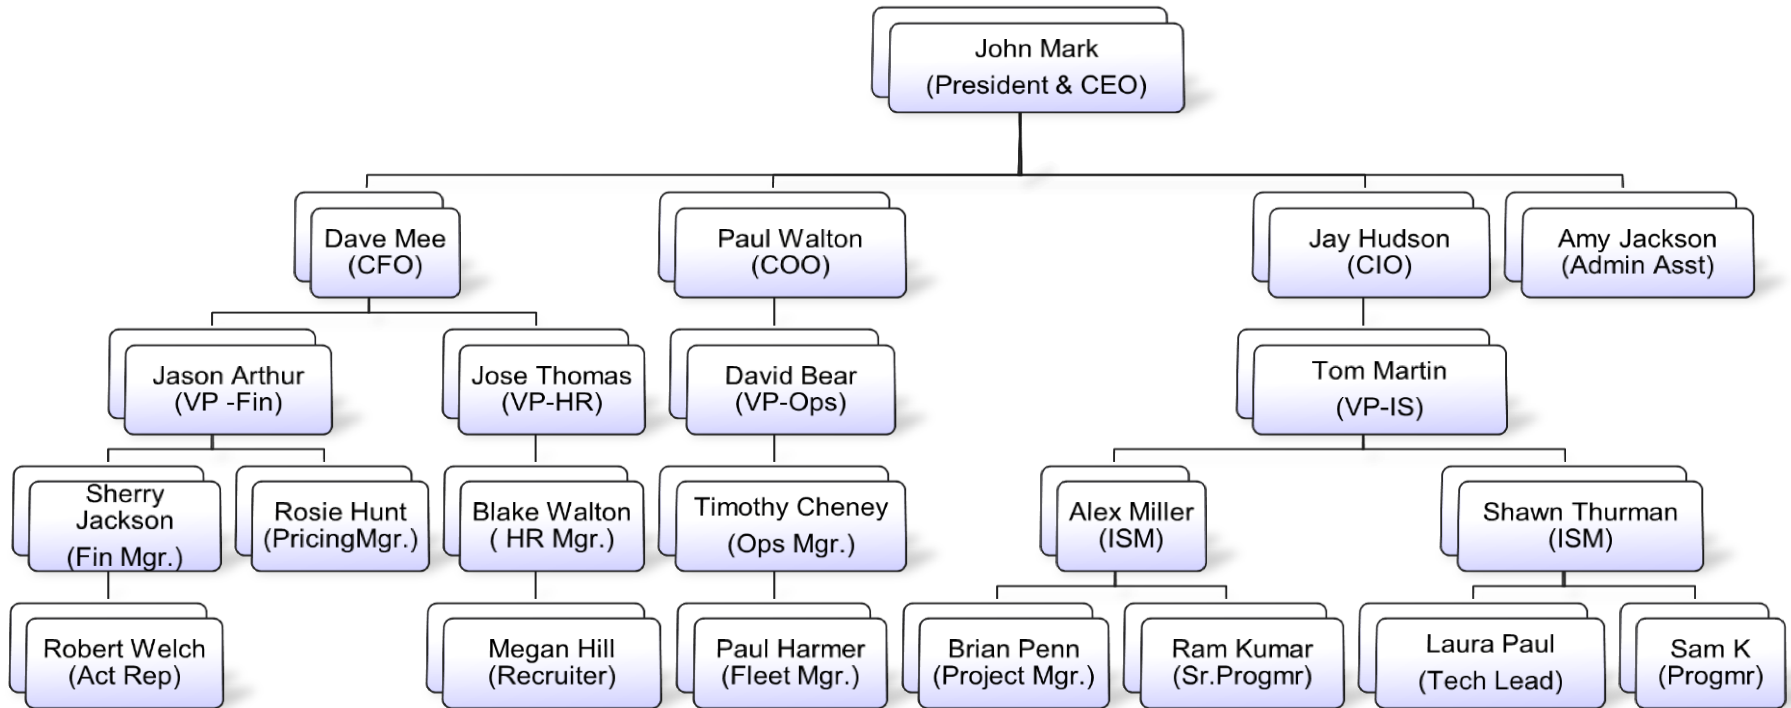 John Mark
(President & CEO)
Dave Mee
(CFO)
Paul Walton
(COO)
Jay Hudson
(CIO)
Amy Jackson
(Admin Asst)
Jason Arthur
(VP -Fin)
Jose Thomas
(VP-HR)
David Bear
(VP-Ops)
Tom Martin
(VP-IS)
Sherry
Jackson
(Fin Mgr.)
Rosie Hunt
(PricingMgr.)
Blake Walton
( HR Mgr.)
Timothy Cheney
(Ops Mgr.)
Alex Miller
(ISM)
Shawn Thurman
(ISM)
Robert Welch
(Act Rep)
Megan Hill
(Recruiter)
Paul Harmer
(Fleet Mgr.)
Brian Penn
(Project Mgr.)
Ram Kumar
(Sr.Progmr)
Laura Paul
(Tech Lead)
Sam K
(Progmr)